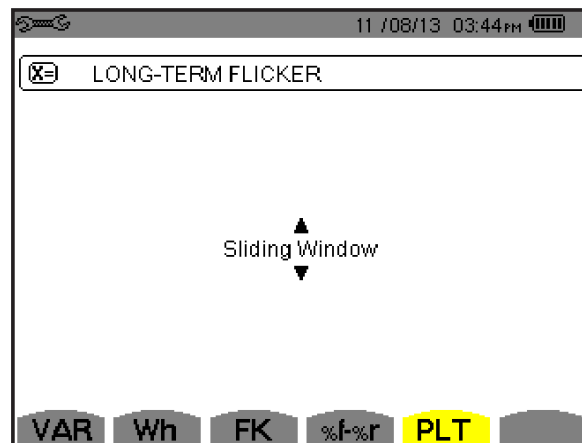 11 /08/13 03:44PM
X= LONG-TERM FLICKER
Sliding Window
VAR Wh FK %f-%r PLT